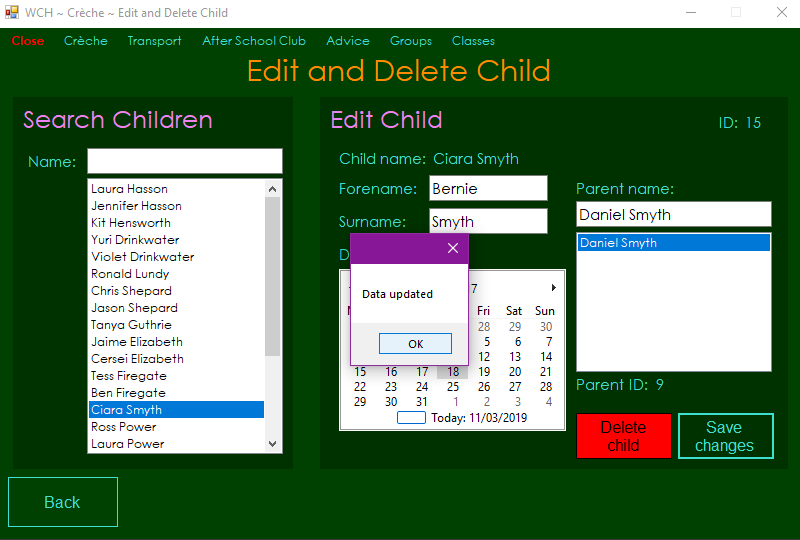 WCH ~ Crèche ~ Edit and Delete Child
Close Crèche Transport After School Club Advice Groups Classes
Edit and Delete Child
Search Children
Name:
Laura Hasson
Jennifer Hasson
Kit Hensworth
Yuri Drinkwater
Violet Drinkwater
Ronald Lundy
Chris Shepard
Jason Shepard
Tanya Guthrie
Jaime Elizabeth
Cersei Elizabeth
Tess Firegate
Ben Firegate
Ciara Smyth
Ross Power
Laura Power
Back
Edit Child
ID: 15
Child name: Ciara Smyth
Forename: Bernie
Surname: Smyth
Data updated
OK
7
Fri Sat Sun
28 29 30
5 6 7
12 13 14
15 16 17 18 19 20 21
22 23 24 25 26 27 28
29 30 31 1 2 3 4
Today: 11/03/2019
Parent name:
Daniel Smyth
Daniel Smyth
Parent ID: 9
Delete
child
Save
changes